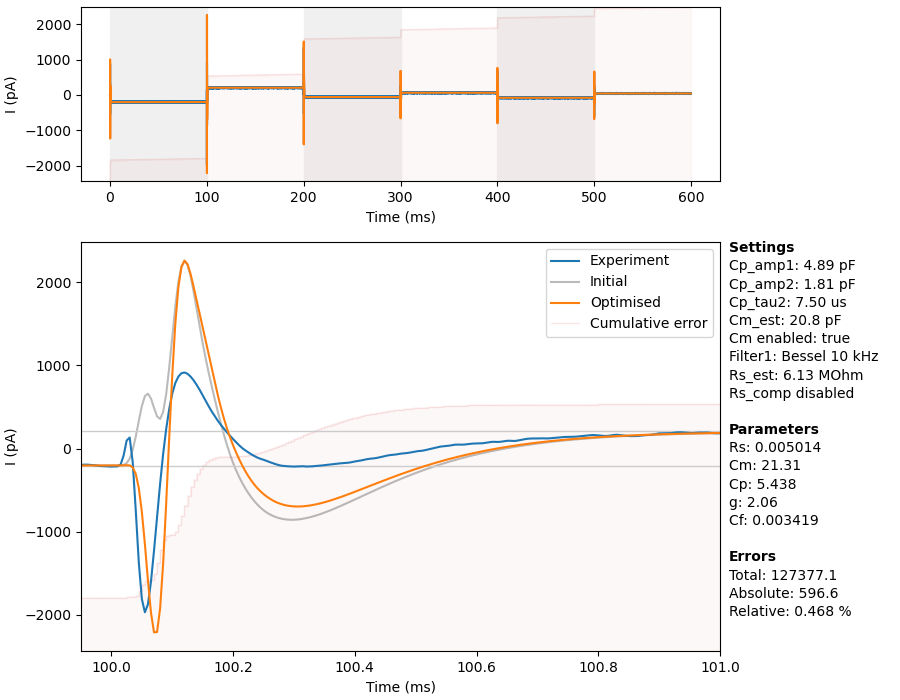 2000
1000
0
−1000
−2000
I (pA)
0 100 200 300 400 500 600
Time (ms)
2000
1000
0
−1000
−2000
I (pA)
Experiment
Initial
Optimised
Cumulative error
100.0 100.2 100.4 100.6 100.8 101.0
Time (ms)
Settings
Cp_amp1: 4.89 pF
Cp_amp2: 1.81 pF
Cp_tau2: 7.50 us
Cm_est: 20.8 pF
Cm enabled: true
Filter1: Bessel 10 kHz
Rs_est: 6.13 MOhm
Rs_comp disabled
Parameters
Rs: 0.005014
Cm: 21.31
Cp: 5.438
g: 2.06
Cf: 0.003419
Errors
Total: 127377.1
Absolute: 596.6
Relative: 0.468 %